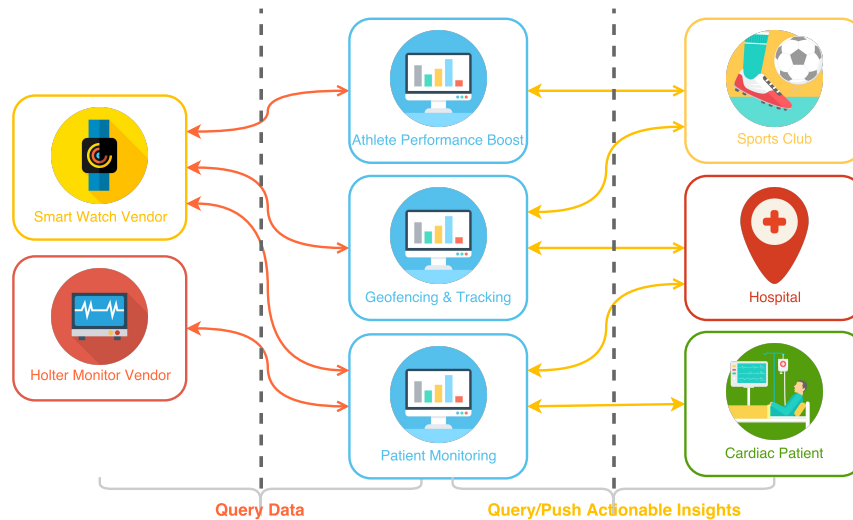 Smart Watch Vendor
Holter Monitor Vendor
Athlete Performance Boost
Geofencing & Tracking
Patient Monitoring
Sports Club
Hospital
Cardiac Patient
Query Data
Query/Push Actionable Insights